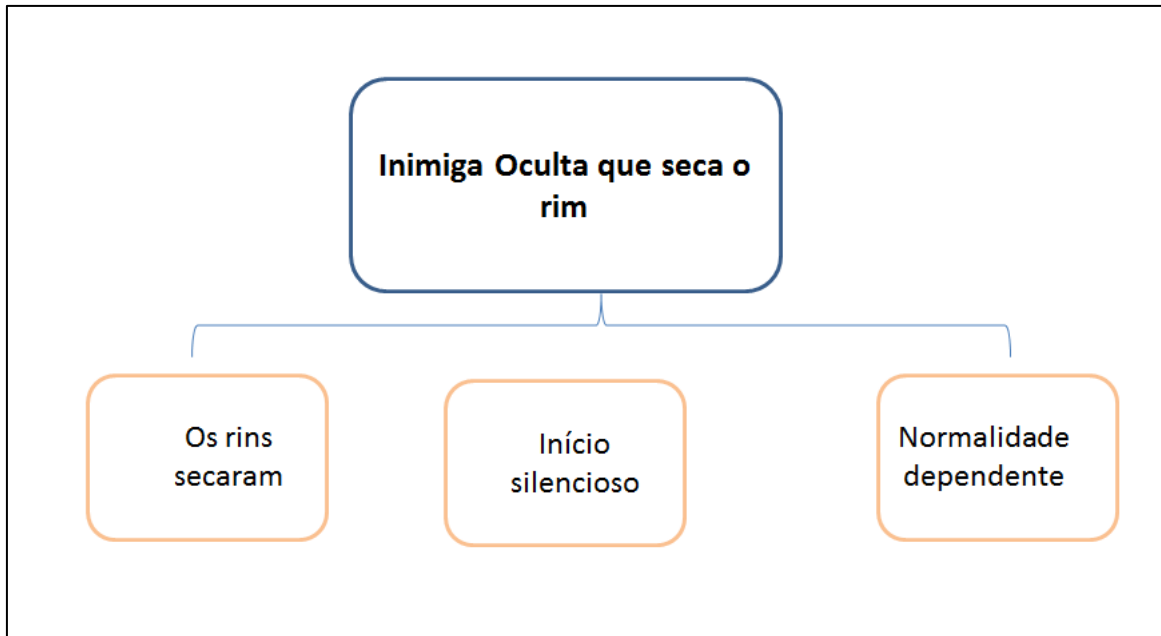 Inimiga Oculta que seca o
rim
Os rins
secaram
Início
silencioso
Normalidade
dependente